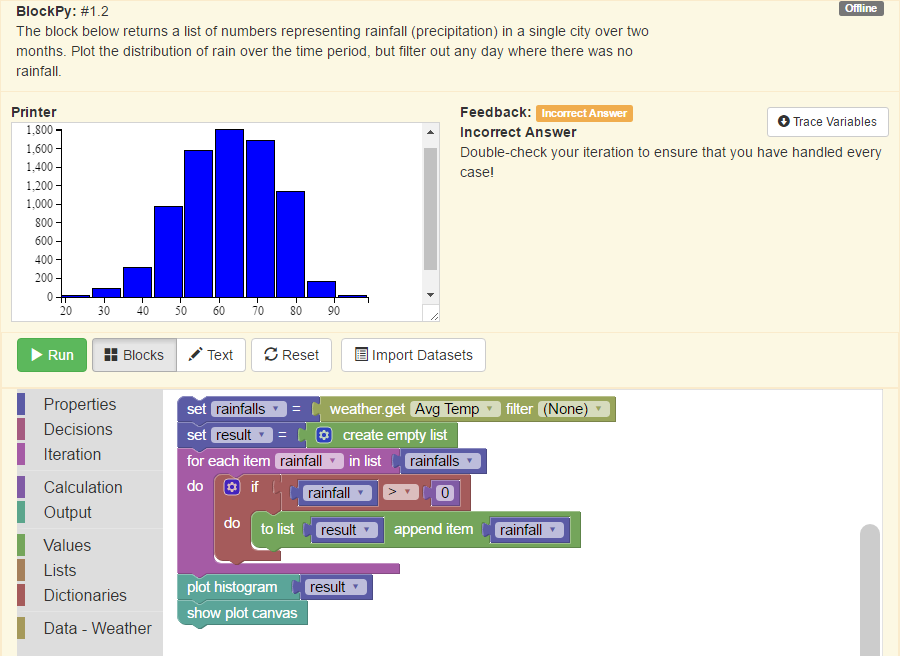 BlockPy: #1.2
Offline
The block below returns a list of numbers representing rainfall (precipitation) in a single city over two
months. Plot the distribution of rain over the time period, but filter out any day where there was no
rainfall.
Printer
1,800
1,600
1,400
1,200
1,000
800
600
400
200
0
20 30 40 50 60 70 80 90
Feedback: Incorrect Answer
Trace Variables
Incorrect Answer
Double-check your iteration to ensure that you have handled every
case!
Run Blocks Text Reset Import Datasets
Properties
Decisions
Iteration
Calculation
Output
Values
Lists
Dictionaries
Data - Weather
set rainfalls = weather.get Avg Temp filter (None)
set result = create empty list
for each item rainfall in list rainfalls
do if rainfall > 0
do to list result append item rainfall
plot histogram result
show plot canvas